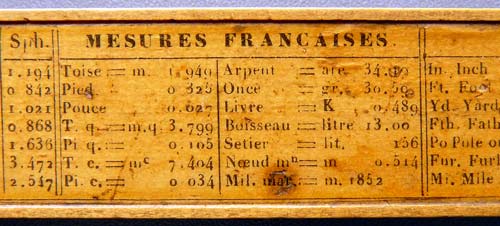 Sph. MESURES FRANCAISES.
1.194 Toise = m. 1.949 Arpent = are. 34.19 In. Inch
0 842 Pied 0 325 Once = gr. 30.59 Ft. Foot
1.021 Pouce 0.027 Livre = K 0.489 Yd. Yard
0.868 T. q. = m.q 3.799 Boisseau = litre 13.00 Fth. Fath
1.636 Pi q. = 0.105 Setier = lit. 156 Po Pole ou
3.472 T. c. = mc 7.404 Nœud mn = m 0.514 Fur. Furl
2.547 Pi. c. = 0 034 Mil. mar. = m. 1852 Mi. Mile